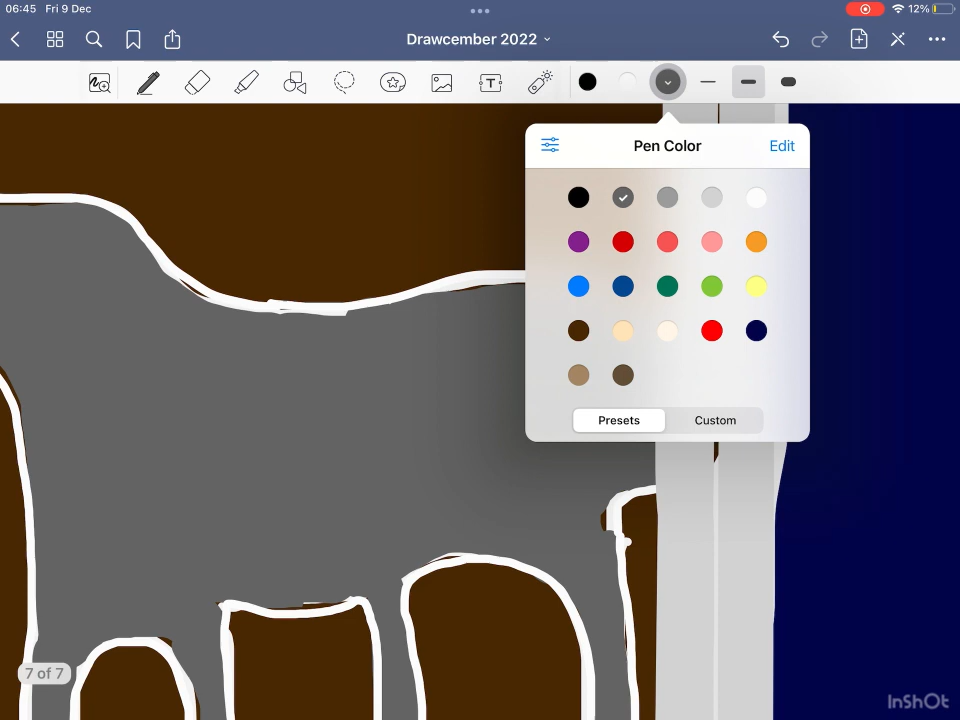 06:45 Fri 9 Dec
12%
Drawcember 2022
T
Pen Color
Edit
Presets
Custom
7 of 7
InShOt